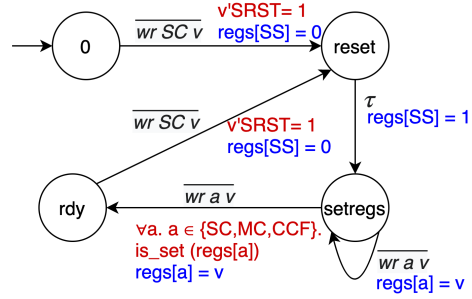 wr SC v
v'SRST= 1
regs[SS] = 0
0
reset
wr SC v
v'SRST= 1
regs[SS] = 0
τ
regs[SS] = 1
wr a v
rdy
setregs
∀a. a ∈ {SC,MC,CCF}.
is_set (regs[a])
regs[a] = v
wr a v
regs[a] = v